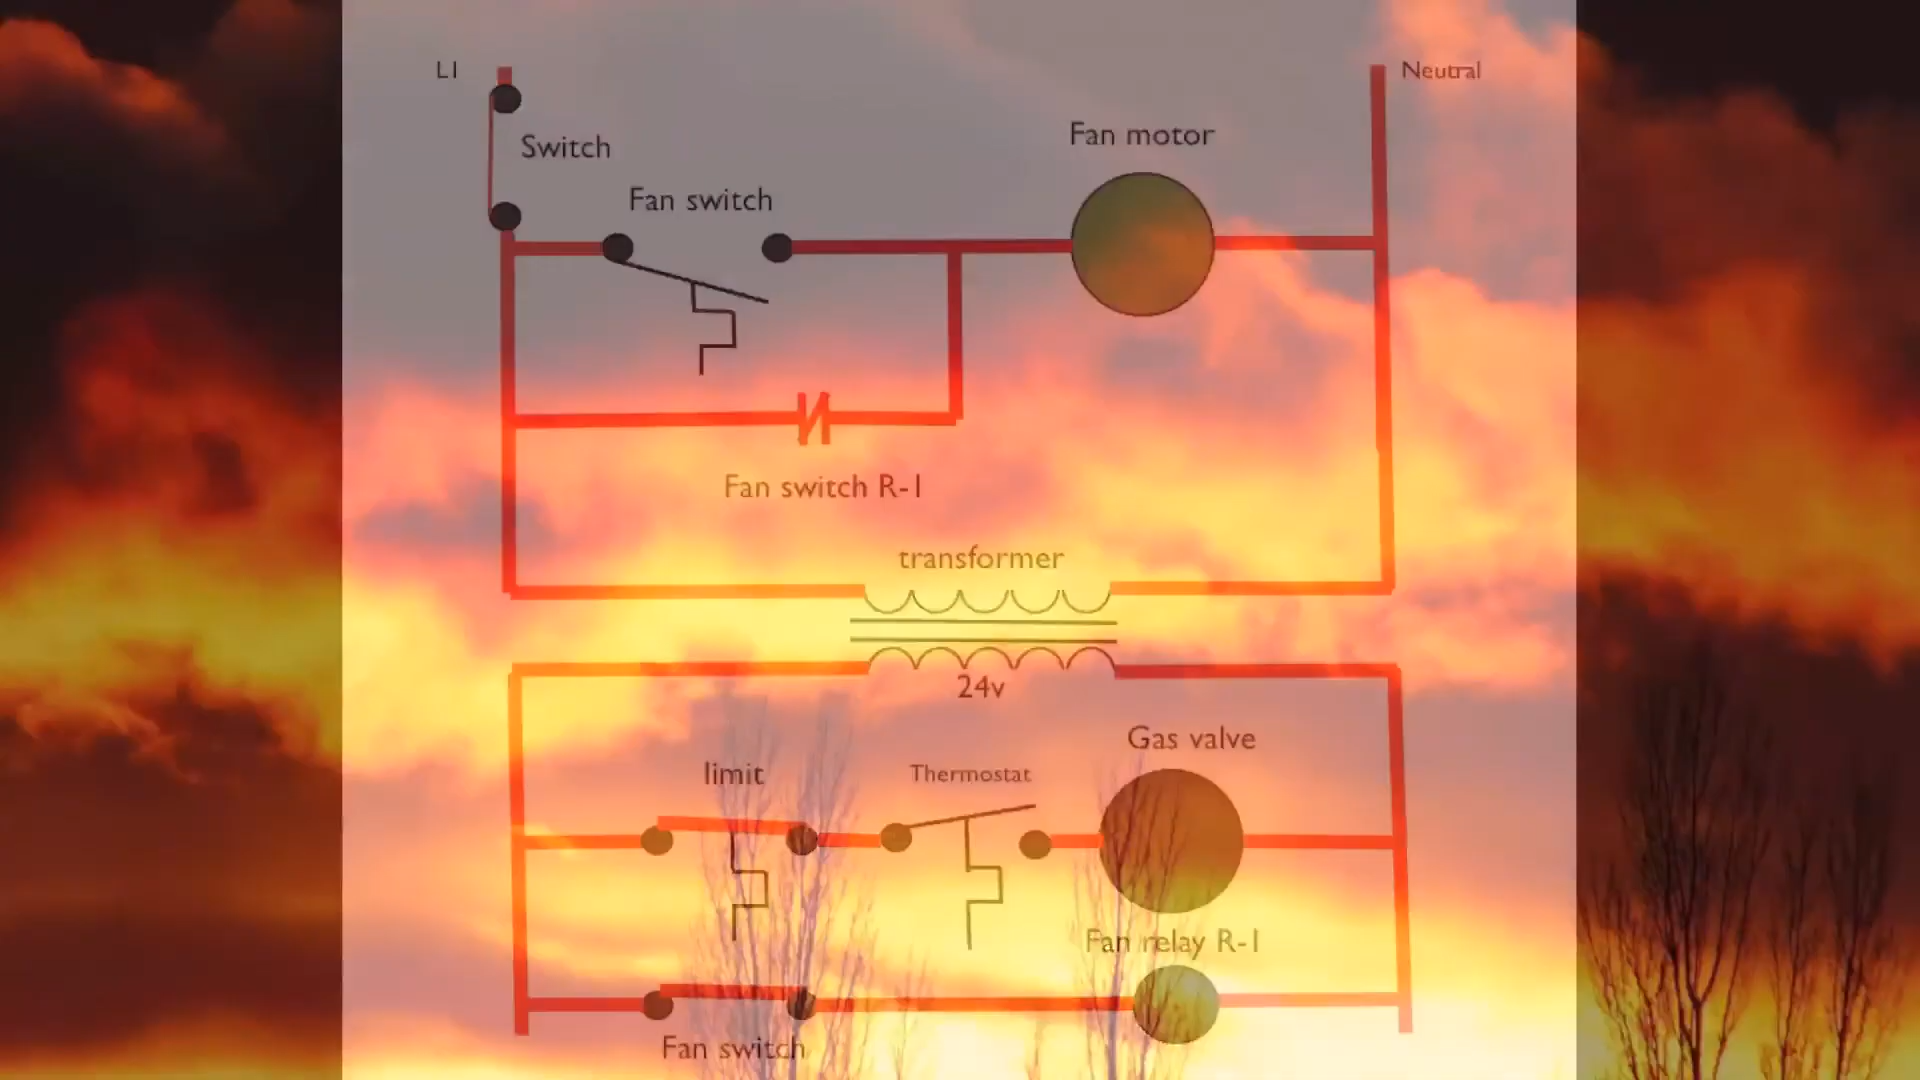 L1
Neutral
Fan motor
Switch
Fan switch
Fan switch R-1
transformer
24v
Gas valve
limit
Thermostat
Fan relay R-1
Fan switch